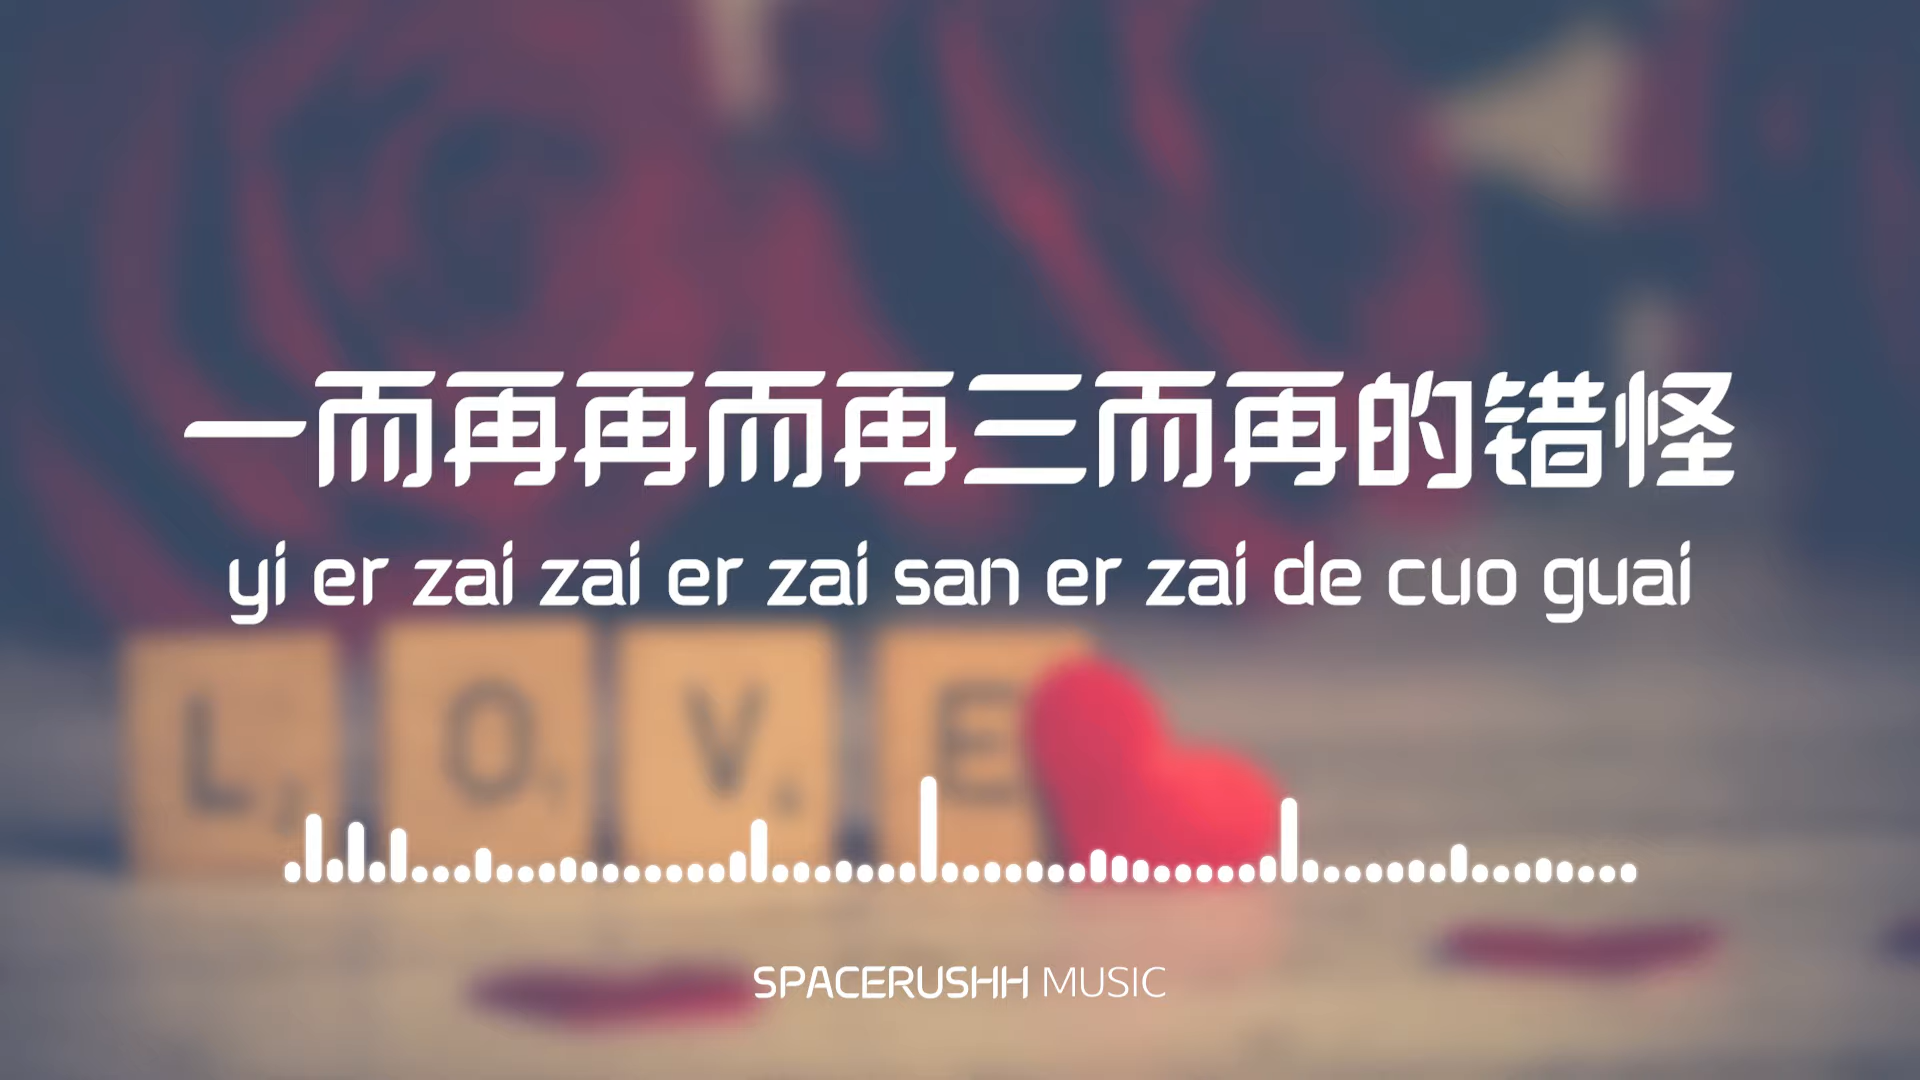 一而再再而再三而再的错怪
yi er zai zai er zai san er zai de cuo guai
L O V E
SPACERUSHH MUSIC